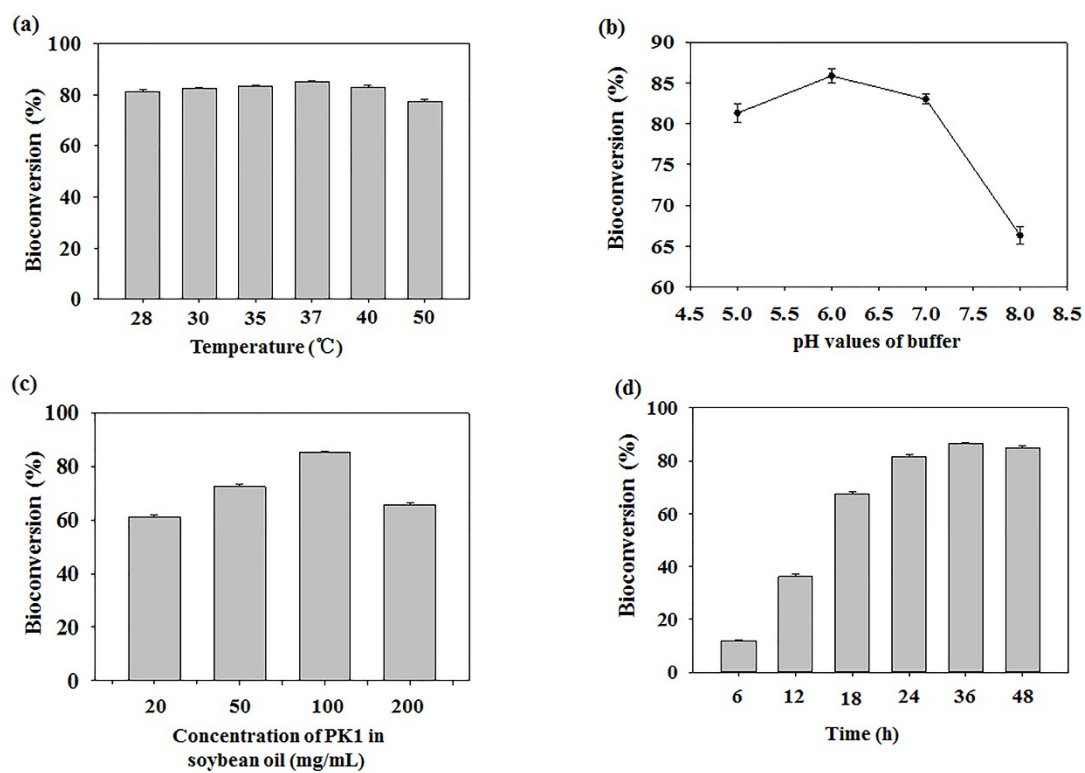 (a)
100
80
60
40
20
0
Bioconversion (%)
28 30 35 37 40 50
Temperature (℃)
(b)
90
85
80
75
70
65
60
Bioconversion (%)
4.5 5.0 5.5 6.0 6.5 7.0 7.5 8.0 8.5
pH values of buffer
(c)
100
80
60
40
20
0
Bioconversion (%)
20 50 100 200
Concentration of PK1 in
soybean oil (mg/mL)
(d)
100
80
60
40
20
0
Bioconversion (%)
6 12 18 24 36 48
Time (h)